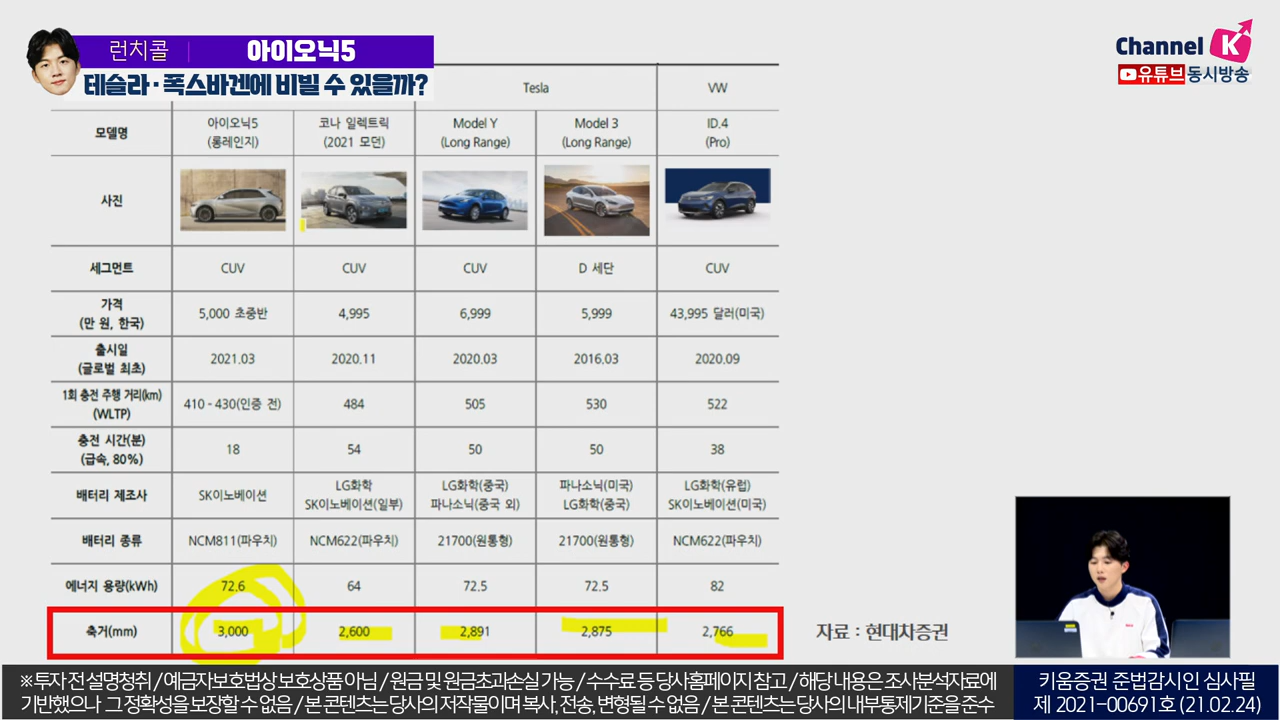 런치콜 | 아이오닉5
테슬라·폭스바겐에 비빌 수 있을까?
Channel K
유튜브 동시방송
Tesla VW
모델명 아이오닉5 (롱레인지) 코나 일렉트릭 (2021 모던) Model Y (Long Range) Model 3 (Long Range) ID.4 (Pro)
사진
세그먼트 CUV CUV CUV D 세단 CUV
가격 (만 원, 한국) 5,000 초중반 4,995 6,999 5,999 43,995 달러(미국)
출시일 (글로벌 최초) 2021.03 2020.11 2020.03 2016.03 2020.09
1회 충전 주행 거리(km) (WLTP) 410 - 430(인증 전) 484 505 530 522
충전 시간(분) (급속, 80%) 18 54 50 50 38
배터리 제조사 SK이노베이션 LG화학 SK이노베이션(일부) LG화학(중국) 파나소닉(중국 외) 파나소닉(미국) LG화학(중국) LG화학(유럽) SK이노베이션(미국)
배터리 종류 NCM811(파우치) NCM622(파우치) 21700(원통형) 21700(원통형) NCM622(파우치)
에너지 용량(kWh) 72.6 64 72.5 72.5 82
축거(mm) 3,000 2,600 2,891 2,875 2,766
자료 : 현대차증권
※ 투자 전 설명청취 / 예금자보호법상 보호상품 아님 / 원금 및 원금초과손실 가능 / 수수료 등 당사홈페이지 참고 / 해당 내용은 조사분석자료에
기반했으나 그 정확성을 보장할 수 없음 / 본 콘텐츠는 당사의 저작물이며 복사, 전송, 변형될 수 없음 / 본 콘텐츠는 당사의 내부통제기준을 준수
키움증권 준법감시인 심사필
제 2021-00691호 (21.02.24)